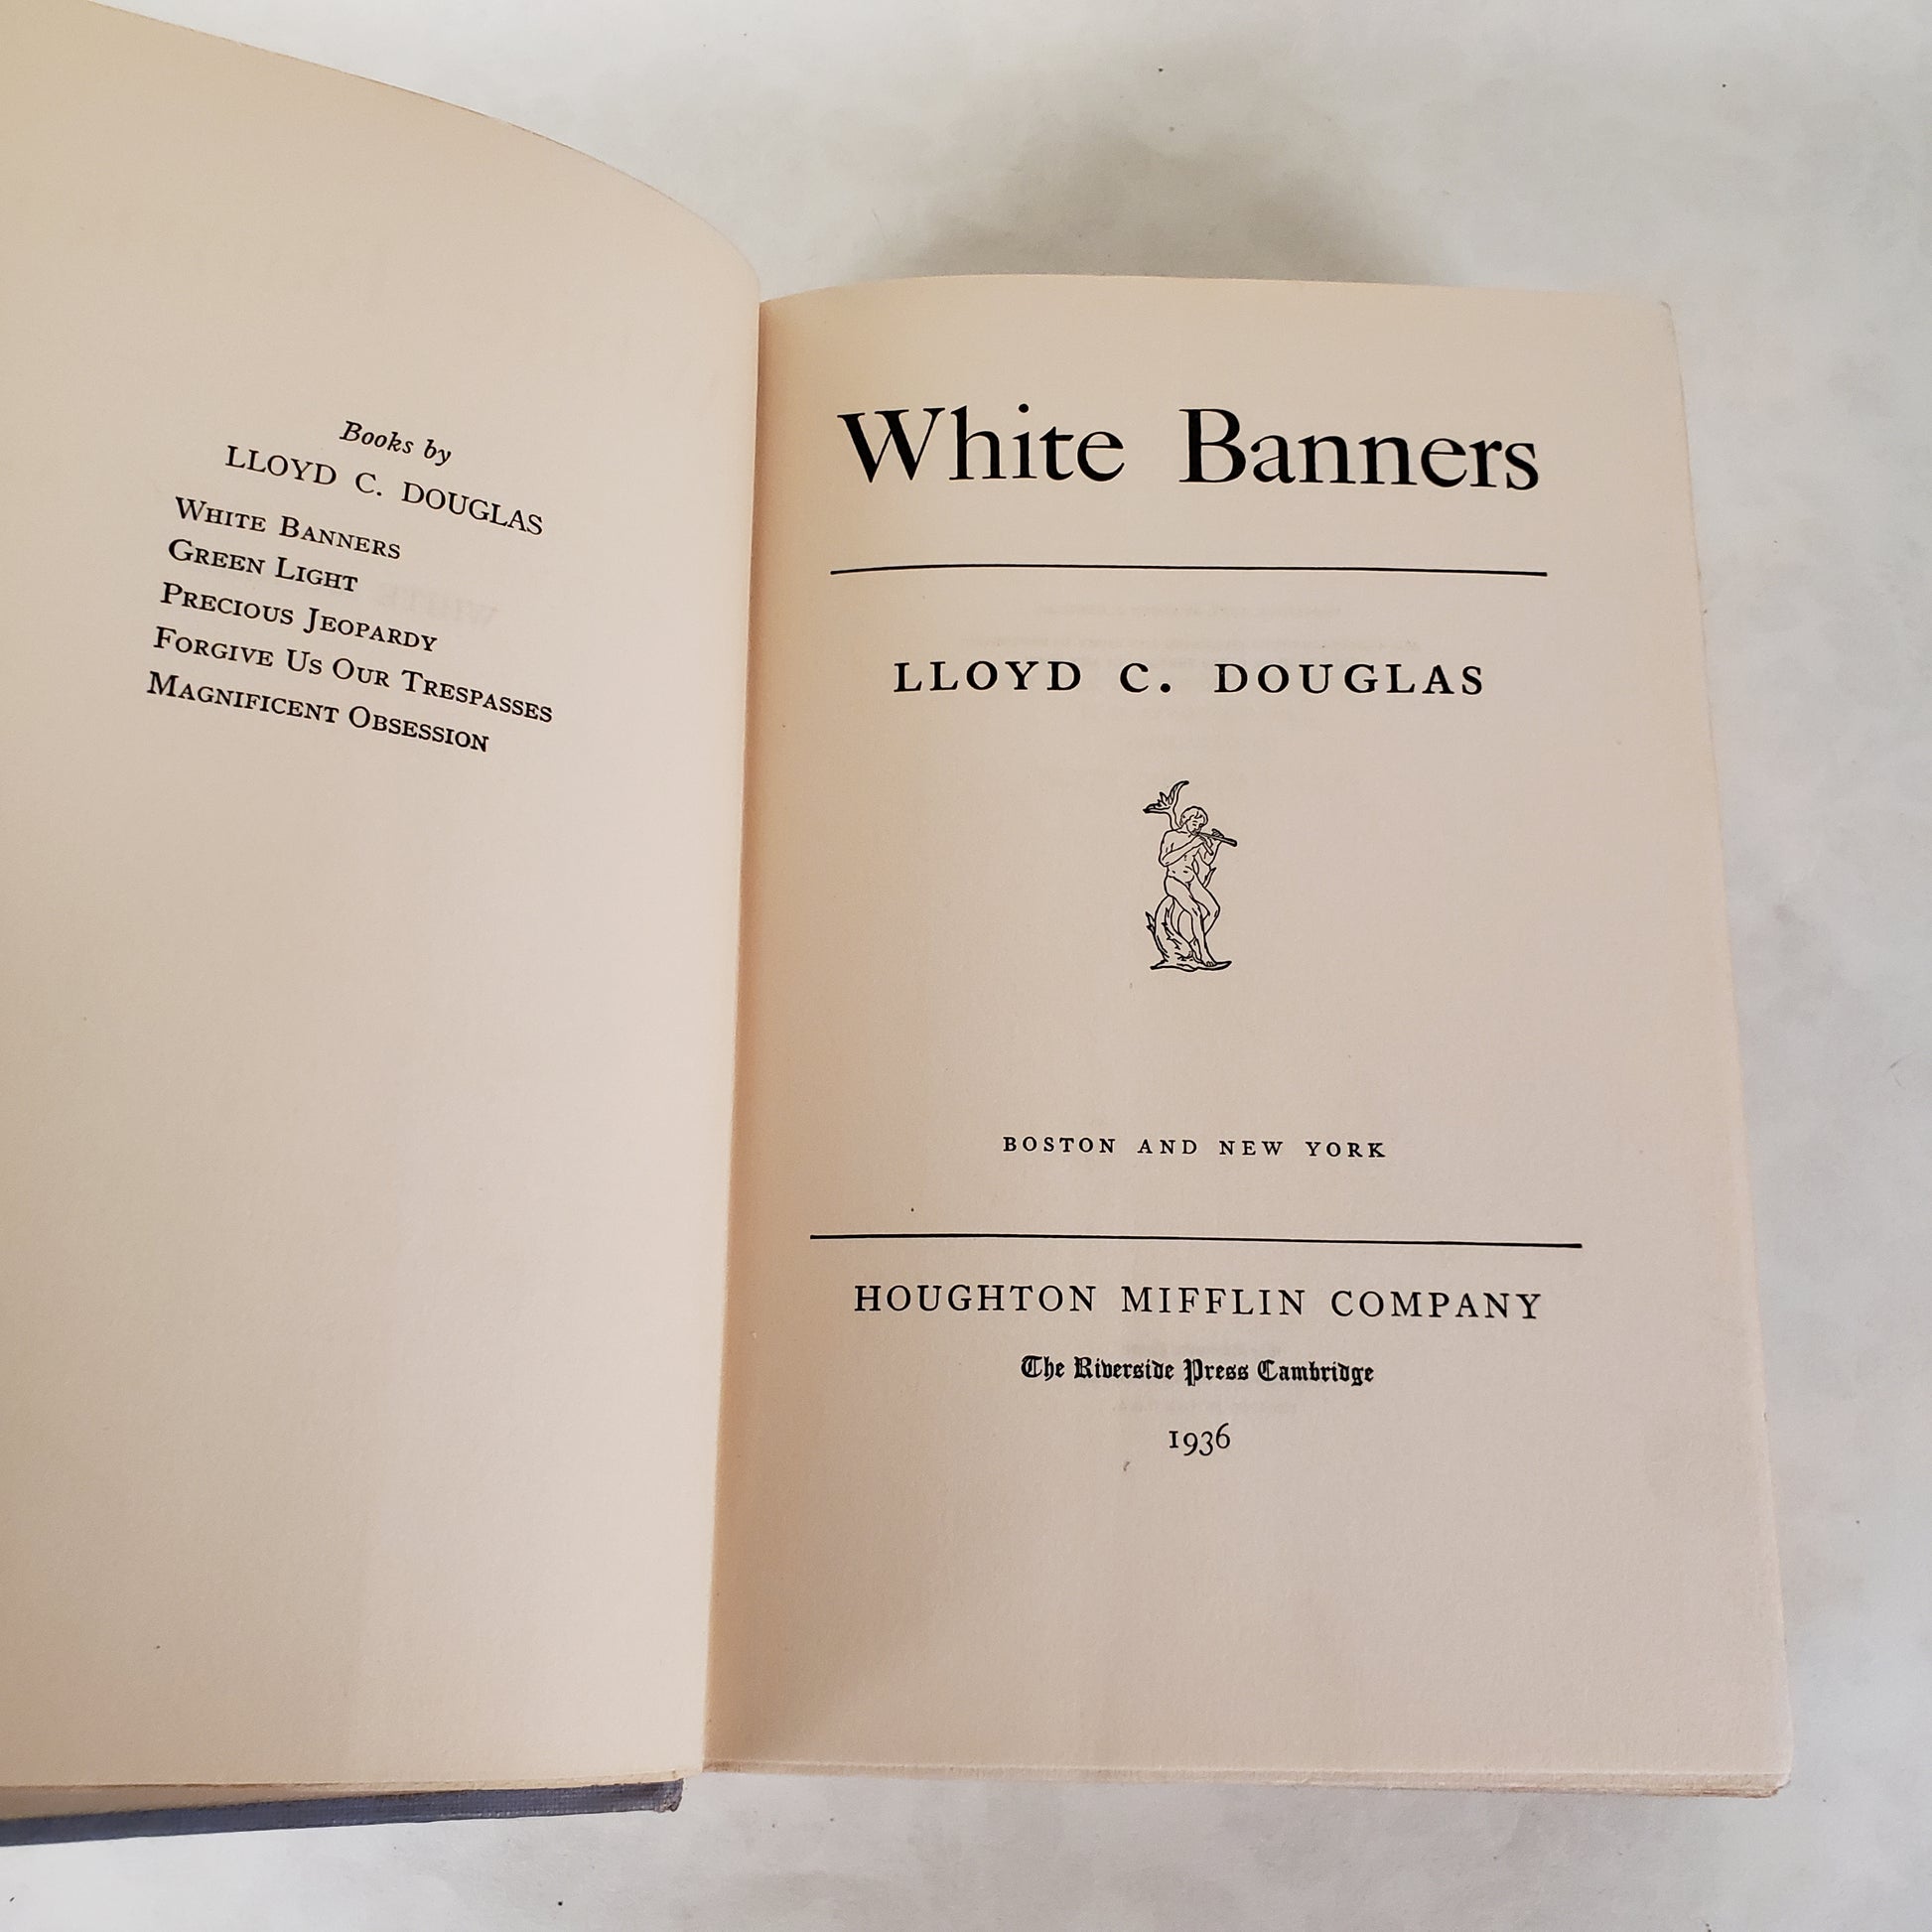 Books by
LLOYD C. DOUGLAS
WHITE BANNERS
GREEN LIGHT
PRECIOUS JEOPARDY
FORGIVE US OUR TRESPASSES
MAGNIFICENT OBSESSION
White Banners
LLOYD C. DOUGLAS
BOSTON AND NEW YORK
HOUGHTON MIFFLIN COMPANY
The Riverside Press Cambridge
1936